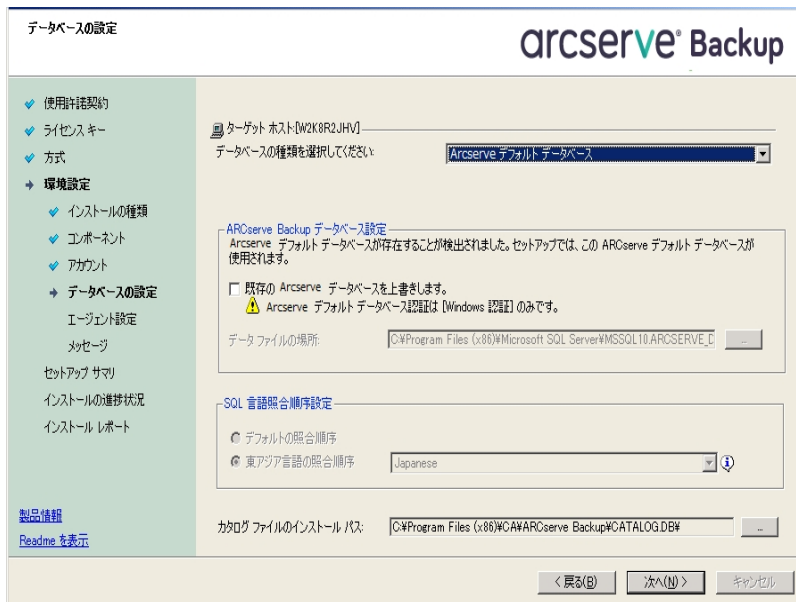 データベースの設定
arcserve® Backup
使用許諾契約
ライセンス キー
方式
環境設定
インストールの種類
コンポーネント
アカウント
データベースの設定
エージェント設定
メッセージ
セットアップ サマリ
インストールの進捗状況
インストール レポート
製品情報
Readme を表示
ターゲット ホスト:[W2K8R2JHV]
データベースの種類を選択してください:
Arcserve デフォルト データベース
ARCserve Backup データベース設定
Arcserve デフォルト データベースが存在することが検出されました。セットアップでは、この ARCserve デフォルト データベースが
使用されます。
既存の Arcserve データベースを上書きします。
Arcserve デフォルト データベース認証は [Windows 認証] のみです。
データ ファイルの場所:
C:¥Program Files (x86)¥Microsoft SQL Server¥MSSQL10.ARCSERVE_D
...
SQL 言語照合順序設定
デフォルトの照合順序
東アジア言語の照合順序
Japanese
カタログ ファイルのインストール パス:
C:¥Program Files (x86)¥CA¥ARCserve Backup¥CATALOG.DB¥
...
< 戻る(B)
次へ(N) >
キャンセル